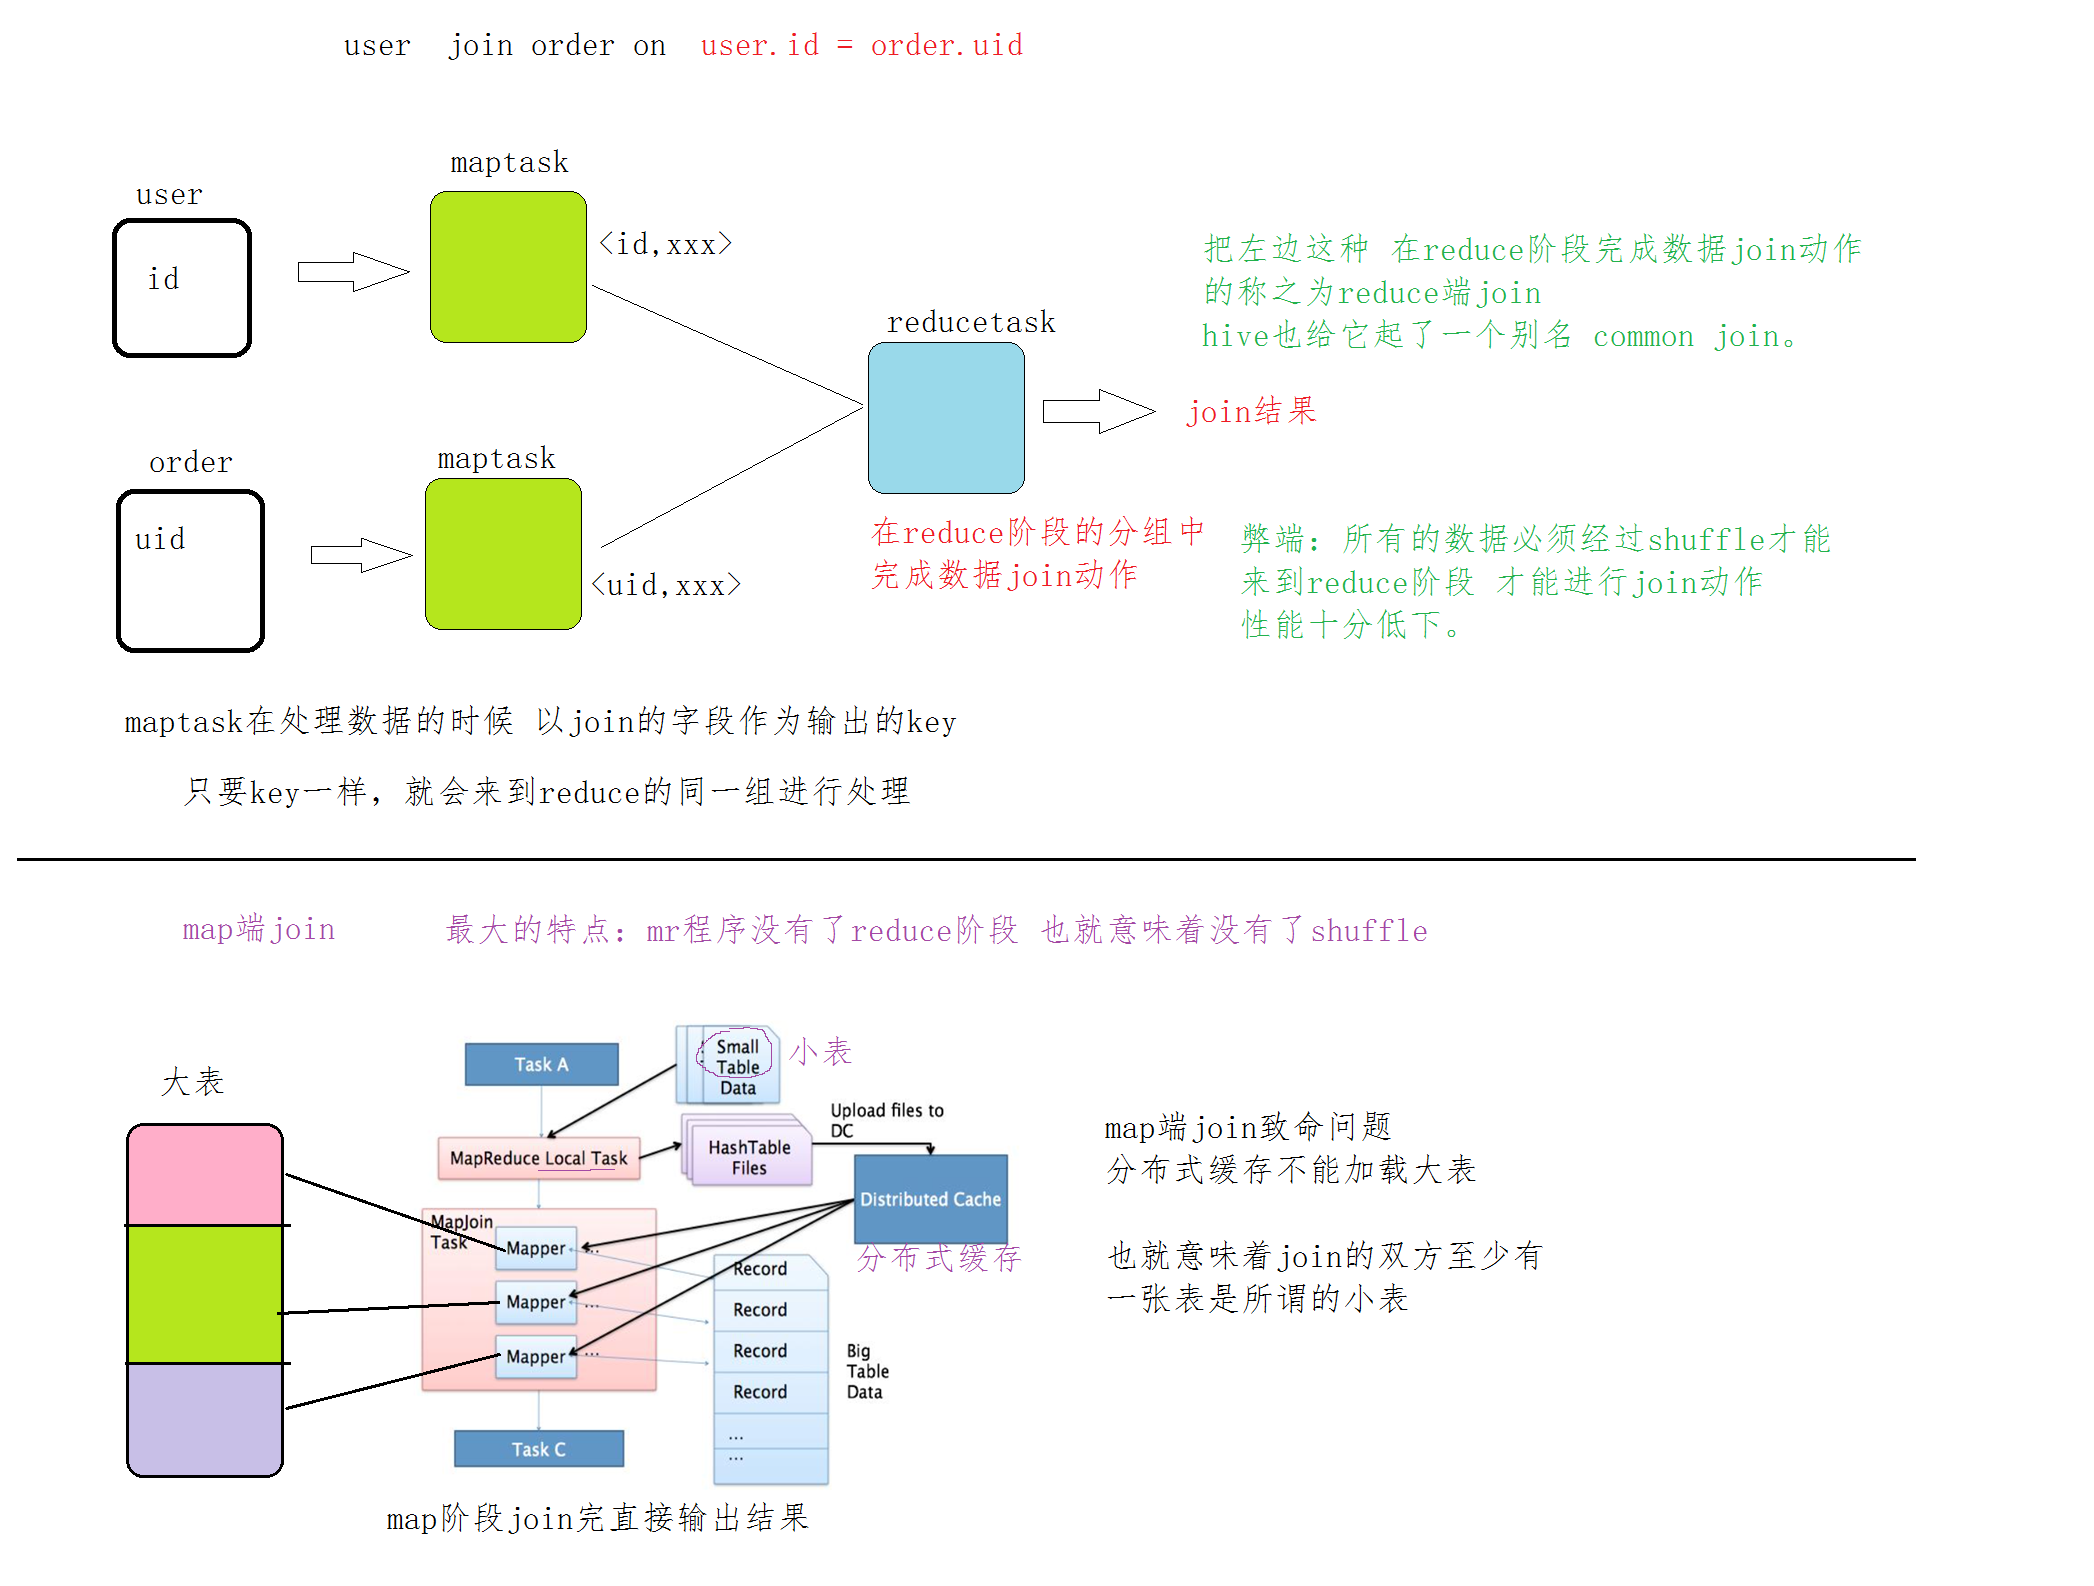 user join order on user.id = order.uid
maptask
user
id
<id,xxx>
把左边这种 在reduce阶段完成数据join动作
的称之为reduce端join
hive也给它起了一个别名 common join。
reducetask
join结果
order
maptask
uid
<uid,xxx>
在reduce阶段的分组中
完成数据join动作
弊端：所有的数据必须经过shuffle才能
来到reduce阶段 才能进行join动作
性能十分低下。
maptask在处理数据的时候 以join的字段作为输出的key
只要key一样，就会来到reduce的同一组进行处理
map端join
最大的特点：mr程序没有了reduce阶段 也就意味着没有了shuffle
大表
Task A
Small
Table
Data
小表
MapReduce Local Task
HashTable
Files
Upload files to
DC
Distributed Cache
分布式缓存
MapJoin
Task
Mapper
...
Mapper
...
Mapper
...
Record
Record
Record
Record
...
...
Big
Table
Data
Task C
map阶段join完直接输出结果
map端join致命问题
分布式缓存不能加载大表
也就意味着join的双方至少有
一张表是所谓的小表